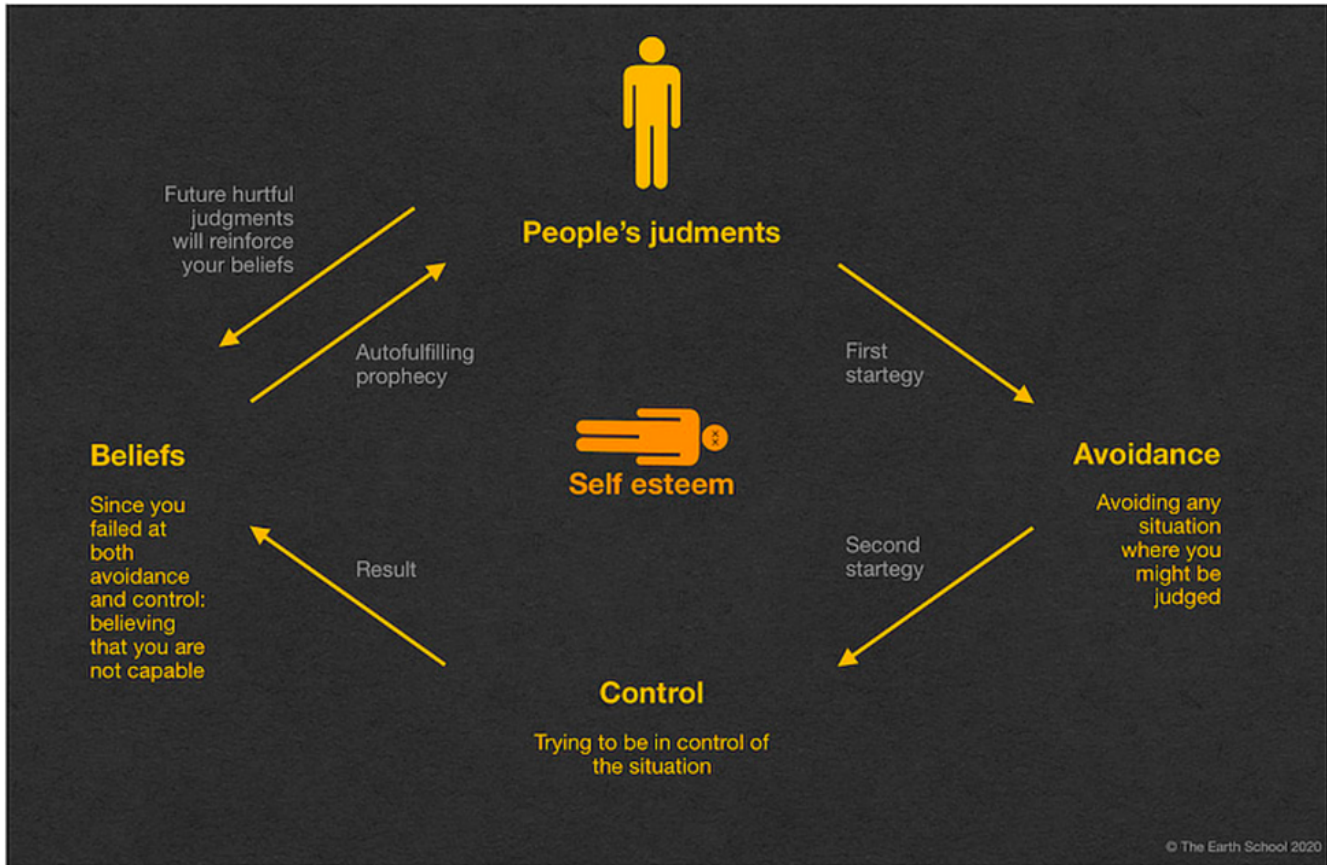 People's judments
Future hurtful
judgments
will reinforce
your beliefs
Autofulfilling
prophecy
First
startegy
Self esteem
Beliefs
Since you
failed at
both
avoidance
and control:
believing
that you are
not capable
Avoidance
Avoiding any
situation
where you
might be
judged
Second
startegy
Result
Control
Trying to be in control of
the situation
© The Earth School 2020